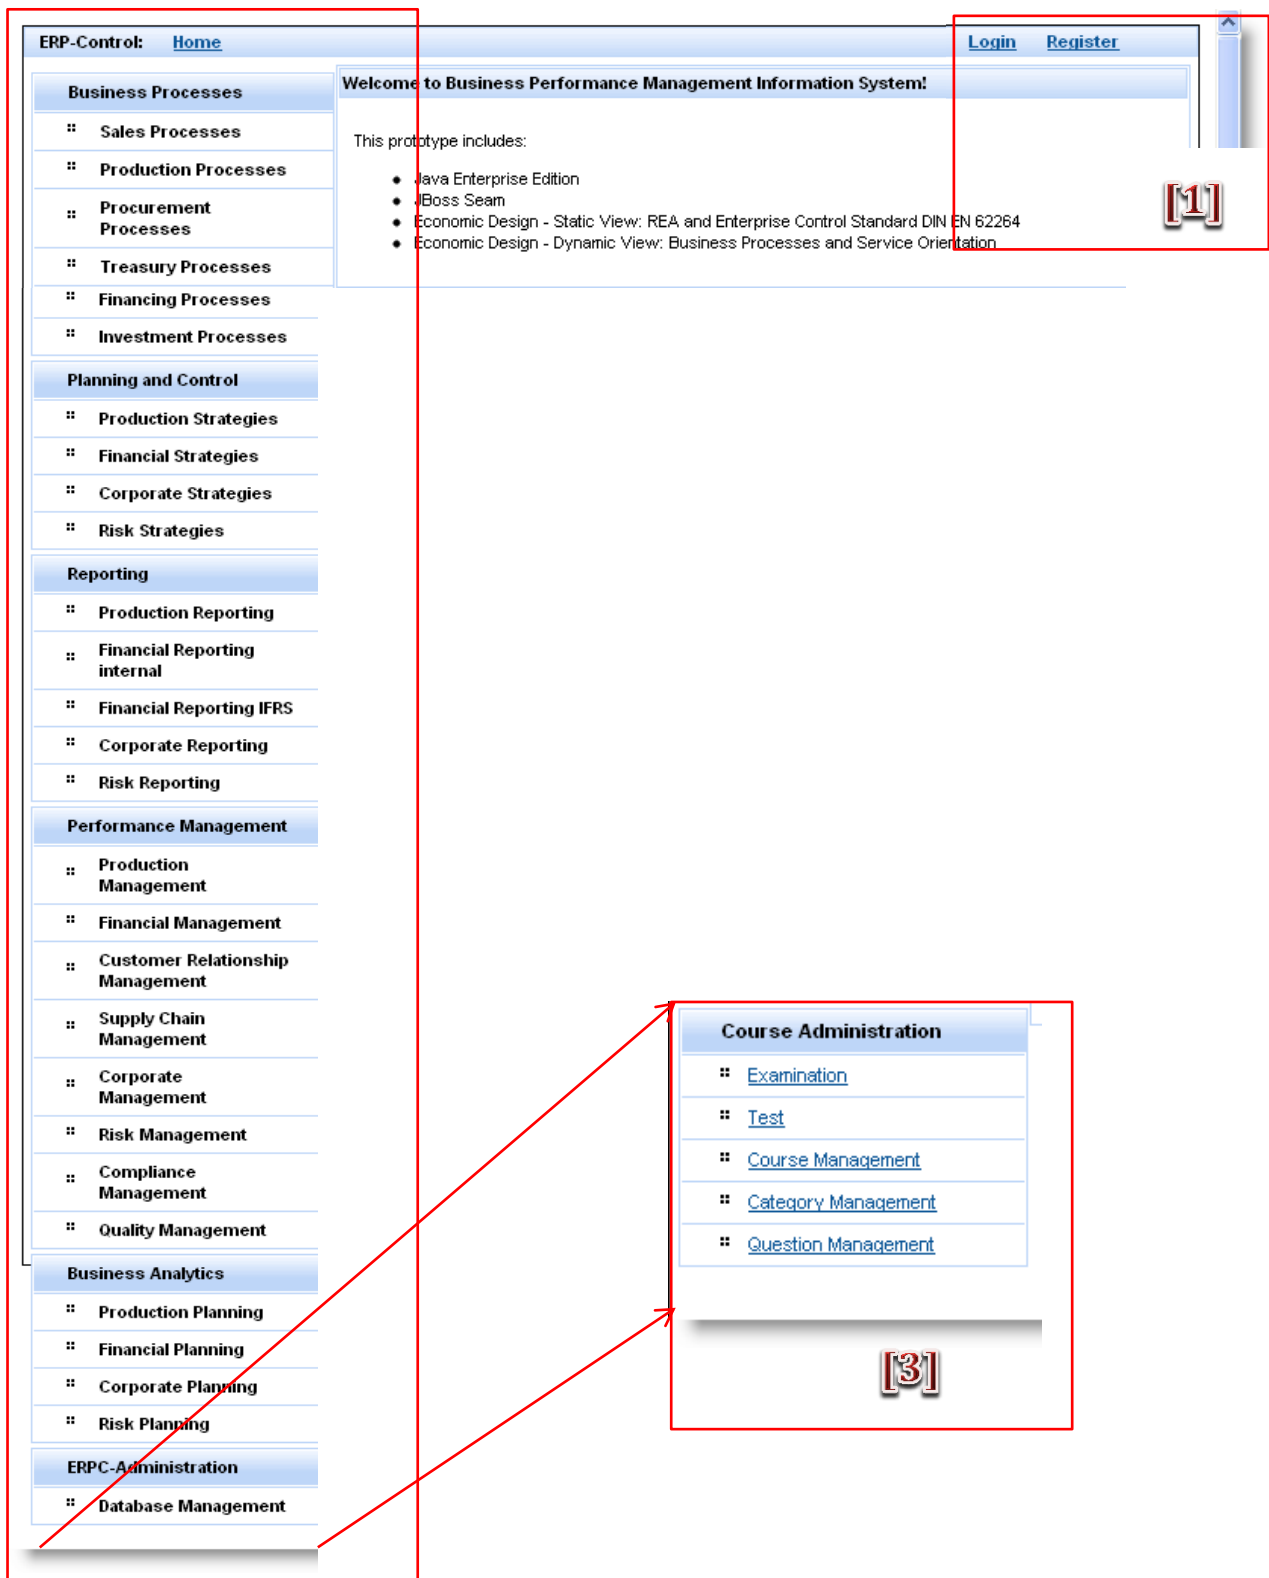 ERP-Control: Home Login Register
Business Processes
Sales Processes
Production Processes
Procurement
Processes
Treasury Processes
Financing Processes
Investment Processes
Planning and Control
Production Strategies
Financial Strategies
Corporate Strategies
Risk Strategies
Reporting
Production Reporting
Financial Reporting
internal
Financial Reporting IFRS
Corporate Reporting
Risk Reporting
Performance Management
Production
Management
Financial Management
Customer Relationship
Management
Supply Chain
Management
Corporate
Management
Risk Management
Compliance
Management
Quality Management
Business Analytics
Production Planning
Financial Planning
Corporate Planning
Risk Planning
ERPC-Administration
Database Management
Welcome to Business Performance Management Information System!
This prototype includes:
Java Enterprise Edition
JBoss Seam
Economic Design - Static View: REA and Enterprise Control Standard DIN EN 62264
Economic Design - Dynamic View: Business Processes and Service Orientation
[1]
Course Administration
Examination
Test
Course Management
Category Management
Question Management
[3]